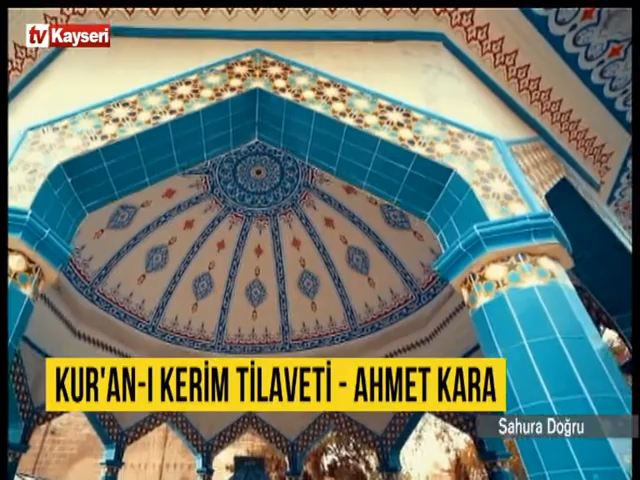 tv Kayseri
KUR'AN-I KERİM TİLAVETİ - AHMET KARA
Sahura Doğru